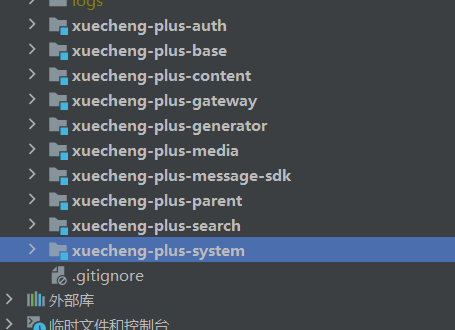 logs
xuecheng-plus-auth
xuecheng-plus-base
xuecheng-plus-content
xuecheng-plus-gateway
xuecheng-plus-generator
xuecheng-plus-media
xuecheng-plus-message-sdk
xuecheng-plus-parent
xuecheng-plus-search
xuecheng-plus-system
.gitignore
外部库
临时文件和控制台